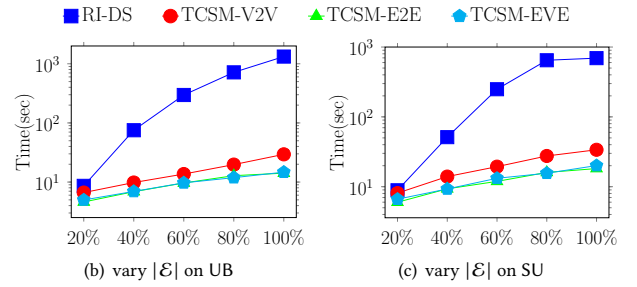 RI-DS TCSM-V2V TCSM-E2E TCSM-EVE
Time(sec)
10³
10²
10¹
20% 40% 60% 80% 100%
(b) vary |ℰ| on UB
Time(sec)
10³
10²
10¹
20% 40% 60% 80% 100%
(c) vary |ℰ| on SU